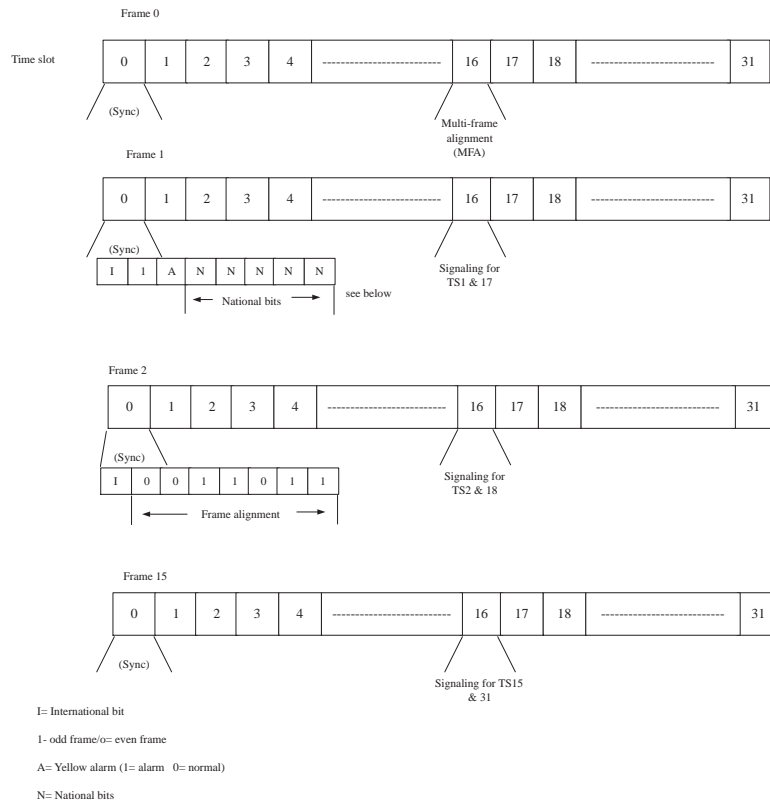 Frame 0
Time slot
0 1 2 3 4 ---------------------------- 16 17 18 ---------------------------- 31
(Sync)
Multi-frame
alignment
(MFA)
Frame 1
0 1 2 3 4 ---------------------------- 16 17 18 ---------------------------- 31
(Sync)
I 1 A N N N N N
National bits
see below
Signaling for
TS1 & 17
Frame 2
0 1 2 3 4 ---------------------------- 16 17 18 ---------------------------- 31
(Sync)
I 0 0 1 1 0 1 1
Frame alignment
Signaling for
TS2 & 18
Frame 15
0 1 2 3 4 ---------------------------- 16 17 18 ---------------------------- 31
(Sync)
Signaling for TS15
& 31
I= International bit
1- odd frame/o= even frame
A= Yellow alarm (1= alarm 0= normal)
N= National bits